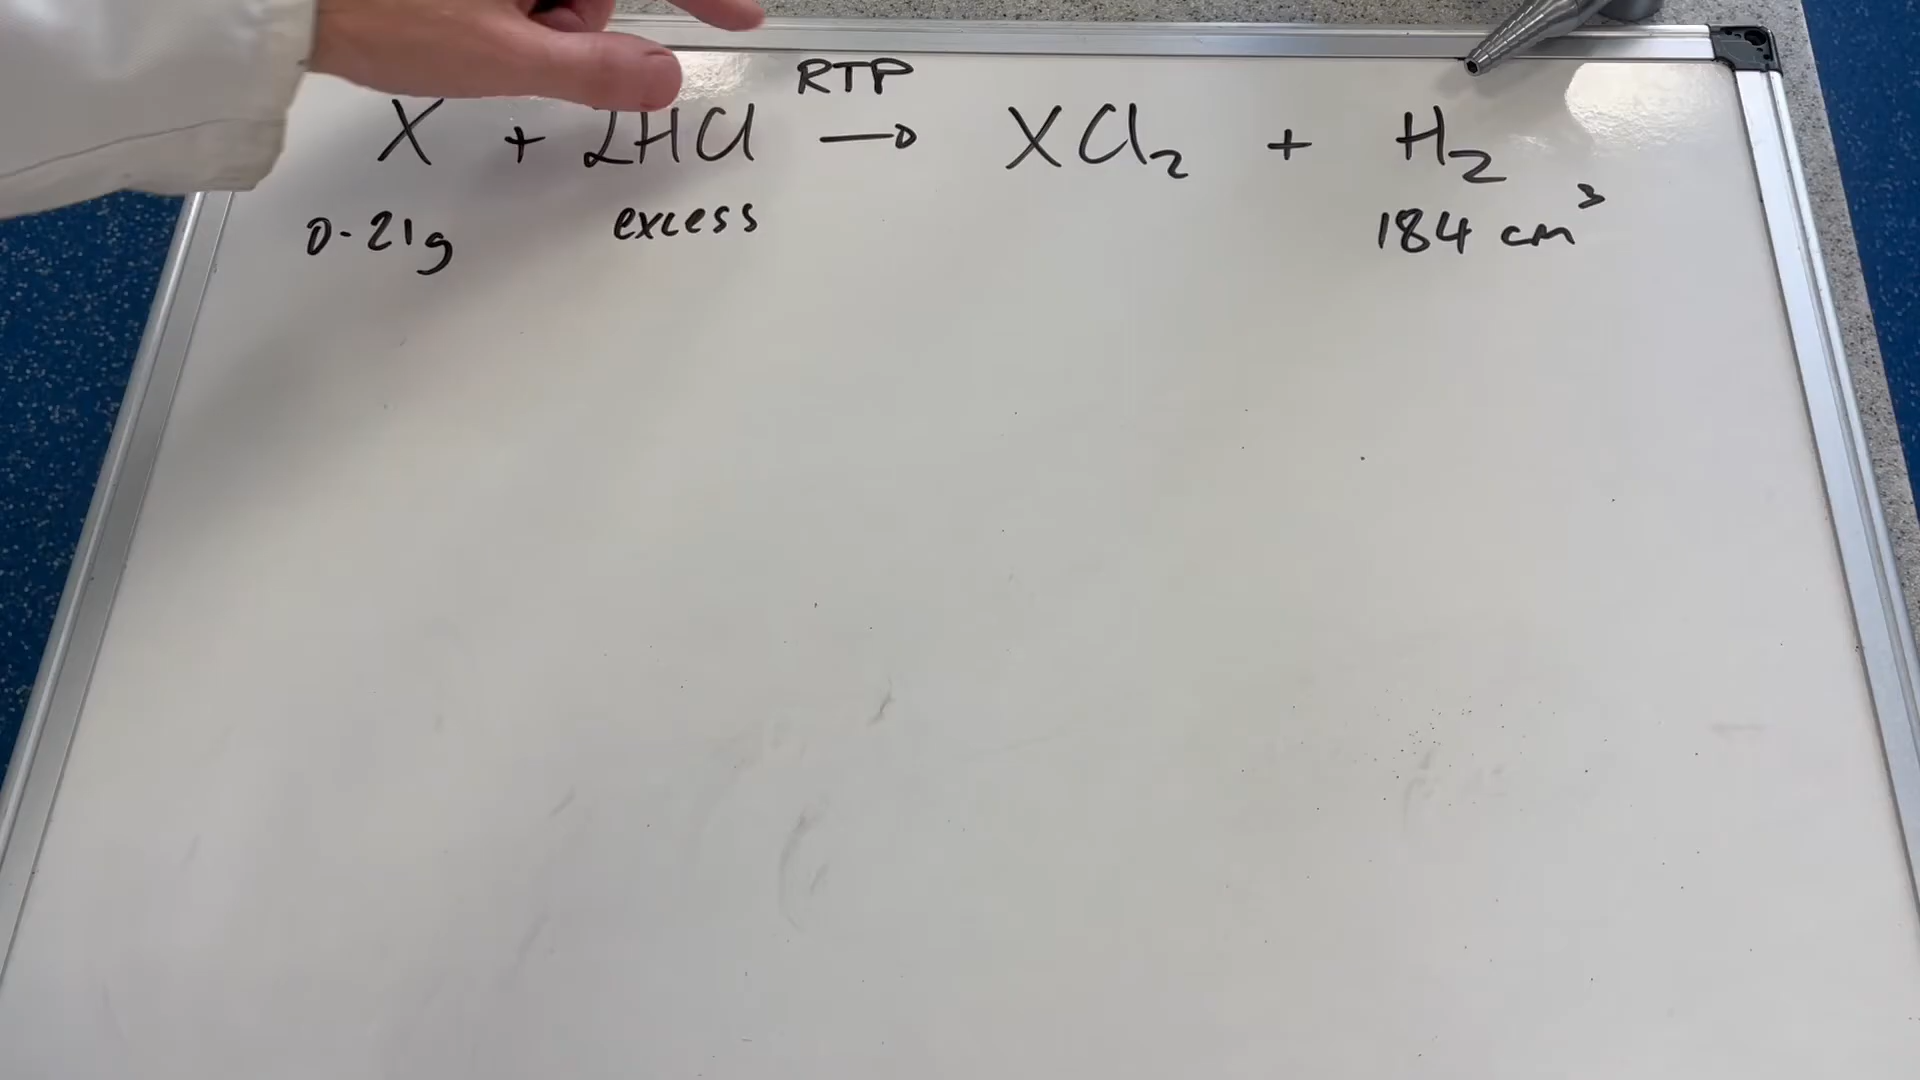 RTP
X + 2HCl → XCl₂ + H₂
0.21g excess 184 cm³